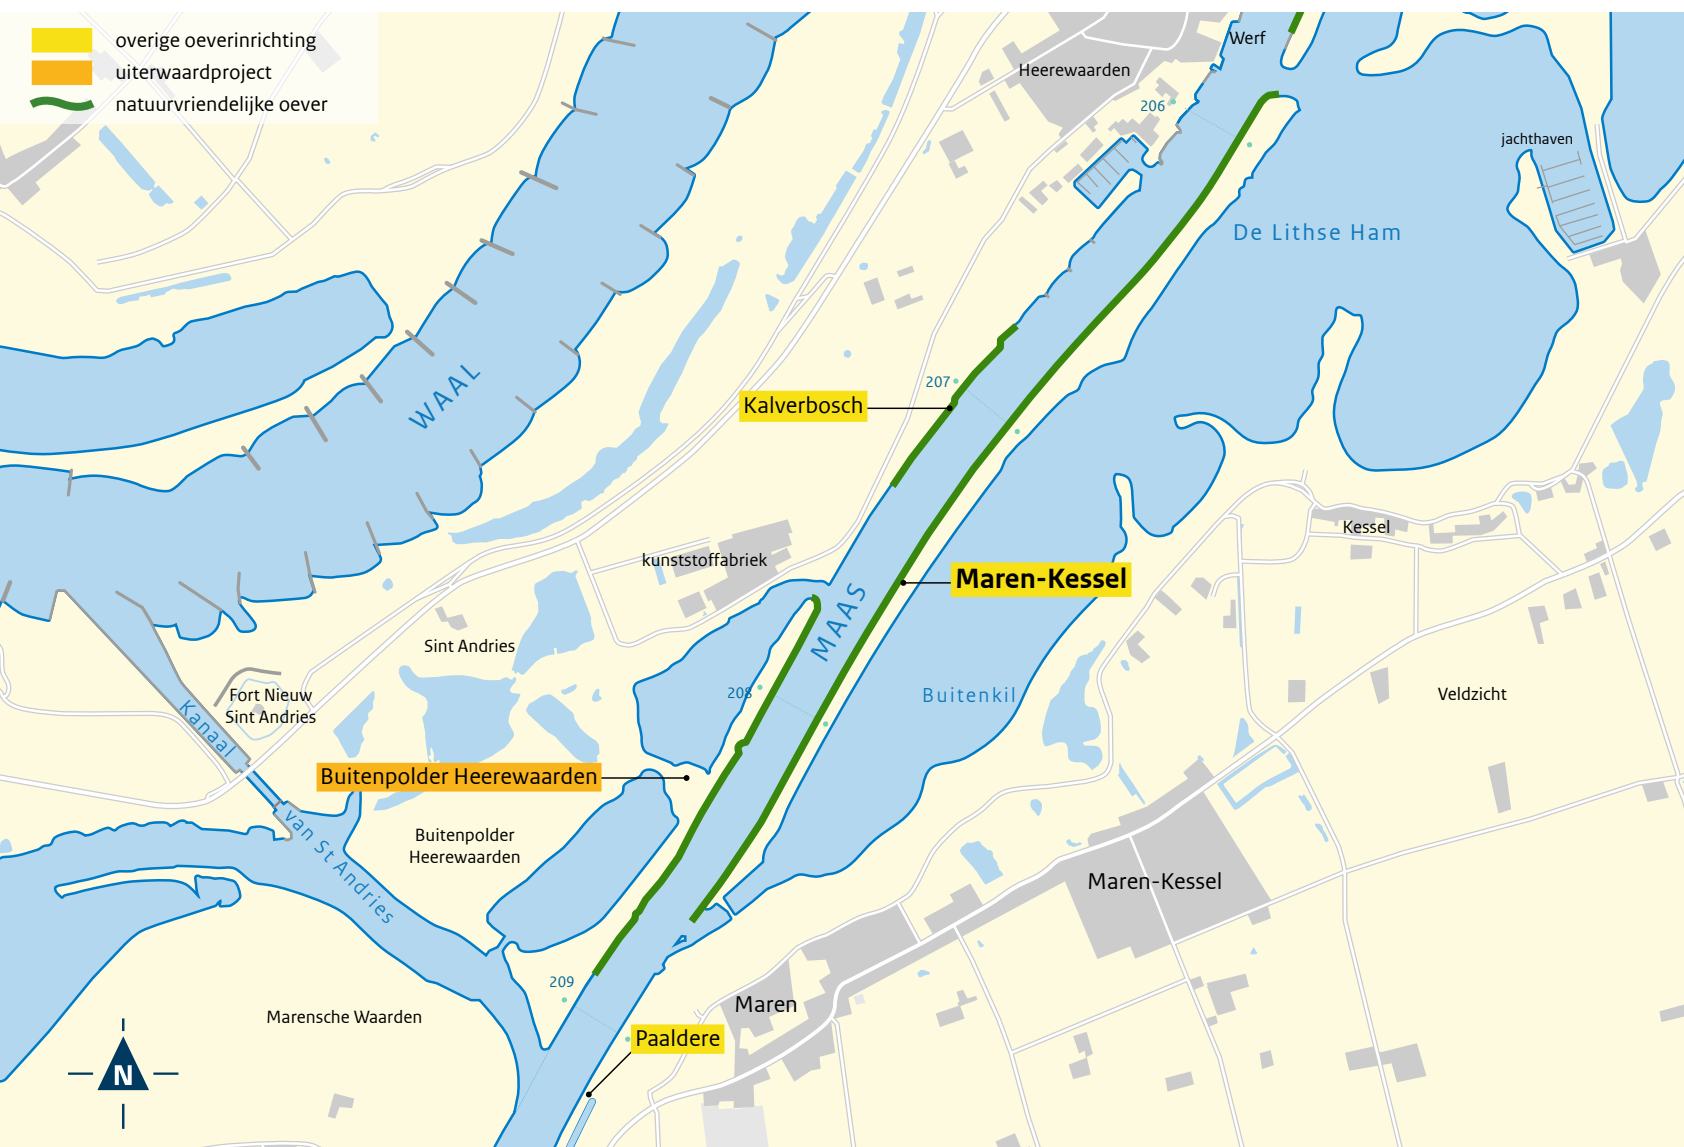 overige oeverinrichting
uiterwaardproject
natuurvriendelijke oever
Werf
Heerewaarden
206
jachthaven
De Lithse Ham
WAAL
207
Kalverbosch
Kessel
kunststoffabriek
Maren-Kessel
MAAS
Sint Andries
Fort Nieuw
Sint Andries
208
Buitenkil
Veldzicht
Kanaal
Buitenpolder Heerewaarden
van St Andries
Buitenpolder
Heerewaarden
Maren-Kessel
209
Maren
Marensche Waarden
Paaldere
N